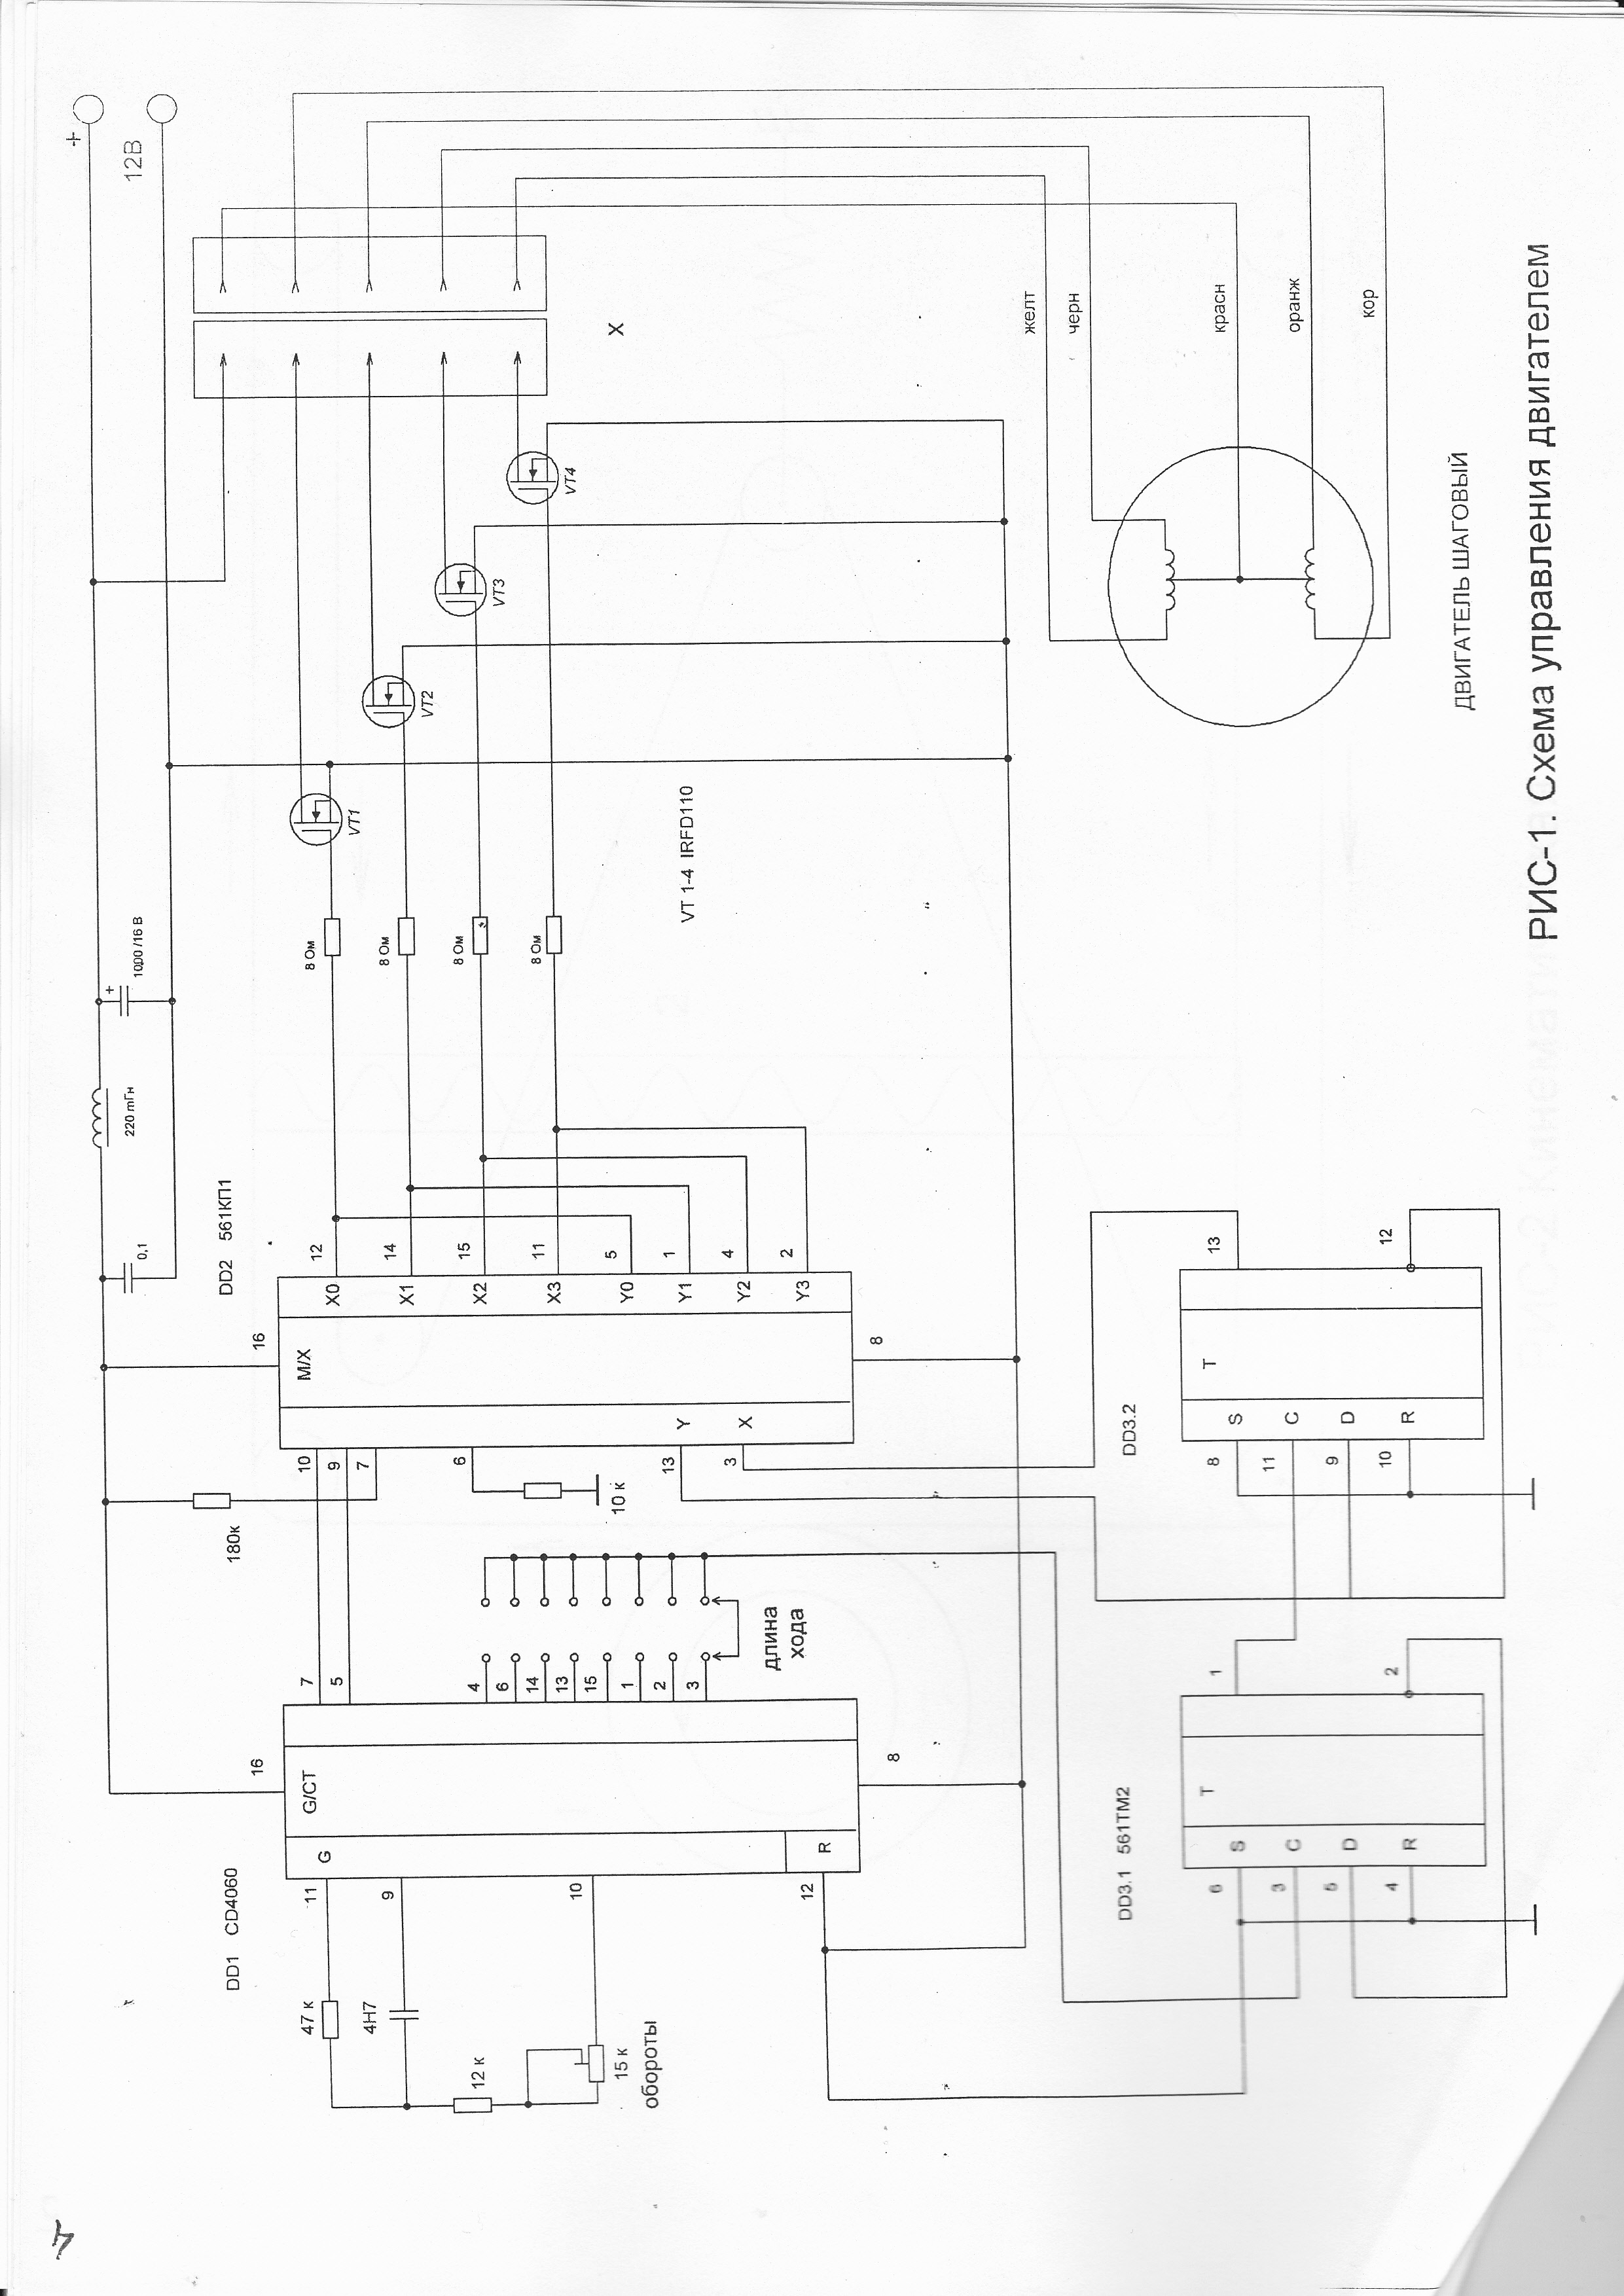 +
12В
DD2 561КП1
220 mГн
1000/16 В
0,1
16
M/X
X0
X1
X2
X3
Y0
Y1
Y2
Y3
12
14
15
11
5
1
4
2
10
9
7
6
13
3
Y
X
8
180к
10 к
8 Ом
8 Ом
8 Ом
8 Ом
VT1
VT2
VT3
VT4
VT 1-4 IRFD110
X
DD1 CD4060
16
G/CT
G
R
11
9
10
12
7
5
4
6
14
13
15
1
2
3
8
47 к
4Н7
12 к
15 к
обороты
длина
хода
DD3.1 561ТМ2
T
S
C
D
R
6
3
5
4
1
2
DD3.2
T
S
C
D
R
8
11
9
10
13
12
желт
черн
красн
оранж
кор
ДВИГАТЕЛЬ ШАГОВЫЙ
РИС-1. Схема управления двигателем
4